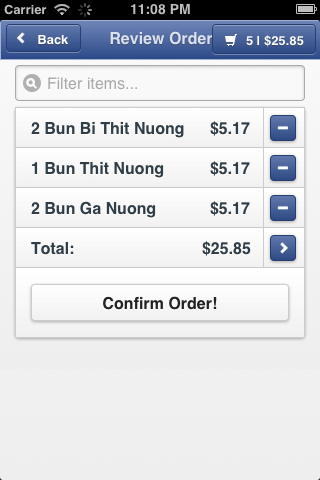 Carrier 11:08 PM
Back Review Order 5 | $25.85
Filter items...
2 Bun Bi Thit Nuong $5.17
1 Bun Thit Nuong $5.17
2 Bun Ga Nuong $5.17
Total: $25.85
Confirm Order!